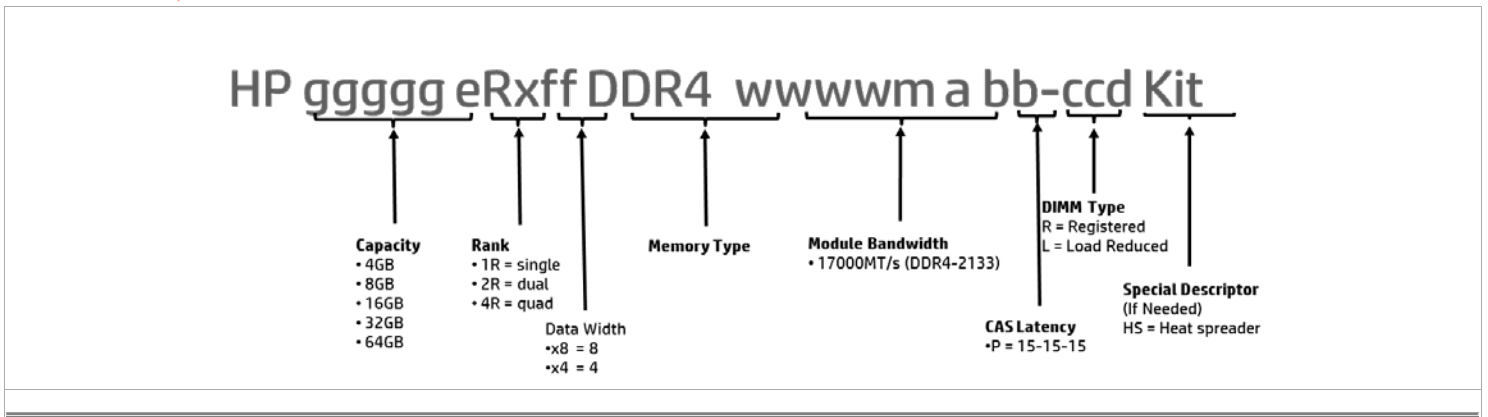 HP ggggg eRxffDDR4 wwwwm a bb-ccd Kit
Capacity
• 4GB
• 8GB
• 16GB
• 32GB
• 64GB
Rank
• 1R = single
• 2R = dual
• 4R = quad
Data Width
•x8 = 8
•x4 = 4
Memory Type
Module Bandwidth
• 17000MT/s (DDR4-2133)
CAS Latency
•P = 15-15-15
DIMM Type
R = Registered
L = Load Reduced
Special Descriptor
(If Needed)
HS = Heat spreader